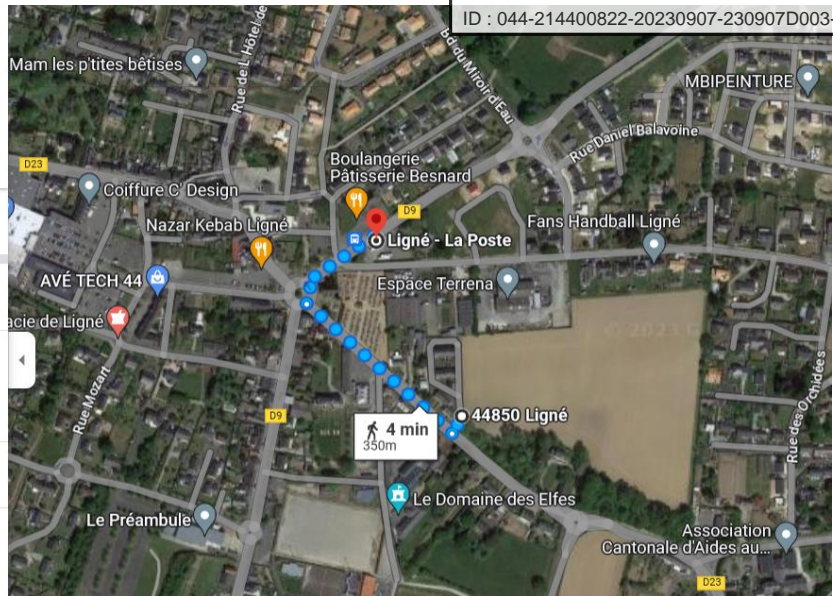 ID : 044-214400822-20230907-230907D003-
Bd du Miroir d'Eau
Rue de L'Hôtel de
Mam les p'tites bêtises
MBIPEINTURE
Rue Daniel Balavoine
D23
Boulangerie
Pâtisserie Besnard
Coiffure C' Design
D9
Nazar Kebab Ligné
Fans Handball Ligné
Ligné - La Poste
AVÉ TECH 44
Espace Terrena
acie de Ligné
© 2023
Rue Mozart
D9
44850 Ligné
4 min
350m
Rue des Orchidées
Le Domaine des Elfes
Le Préambule
Association
Cantonale d'Aides au...
D23